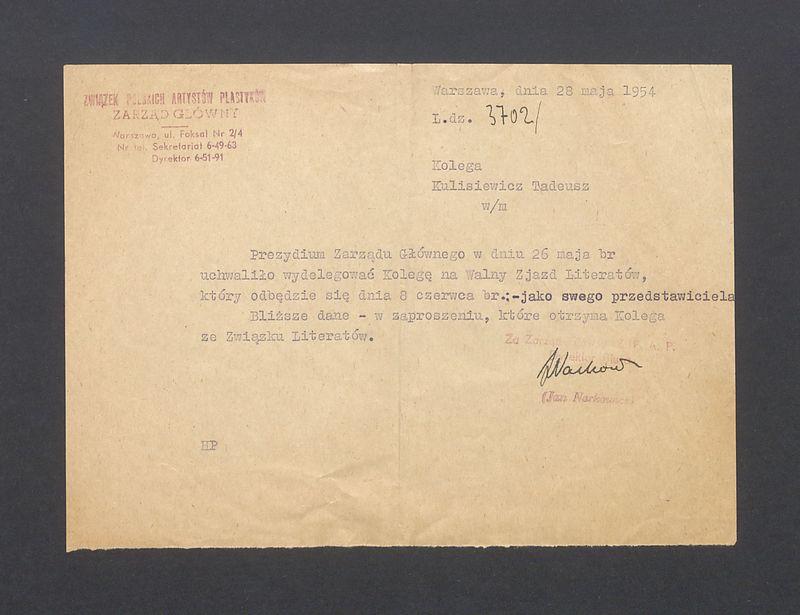 ZWIĄZEK POLSKICH ARTYSTÓW PLASTYKÓW
ZARZĄD GŁÓWNY
Warszawa, ul. Foksal Nr 2/4
Nr tel. Sekretariat 6-49-63
Dyrektor 6-51-91
Warszawa, dnia 28 maja 1954
L.dz. 3702/
Kolega
Kulisiewicz Tadeusz
w/m
Prezydium Zarządu Głównego w dniu 26 maja br
uchwaliło wydelegować Kolegę na Walny Zjazd Literatów,
który odbędzie się dnia 8 czerwca br.:-jako swego przedstawiciela
Bliższe dane - w zaproszeniu, które otrzyma Kolega
ze Związku Literatów.
Za Zarząd P. A. P.
(Jan
HP